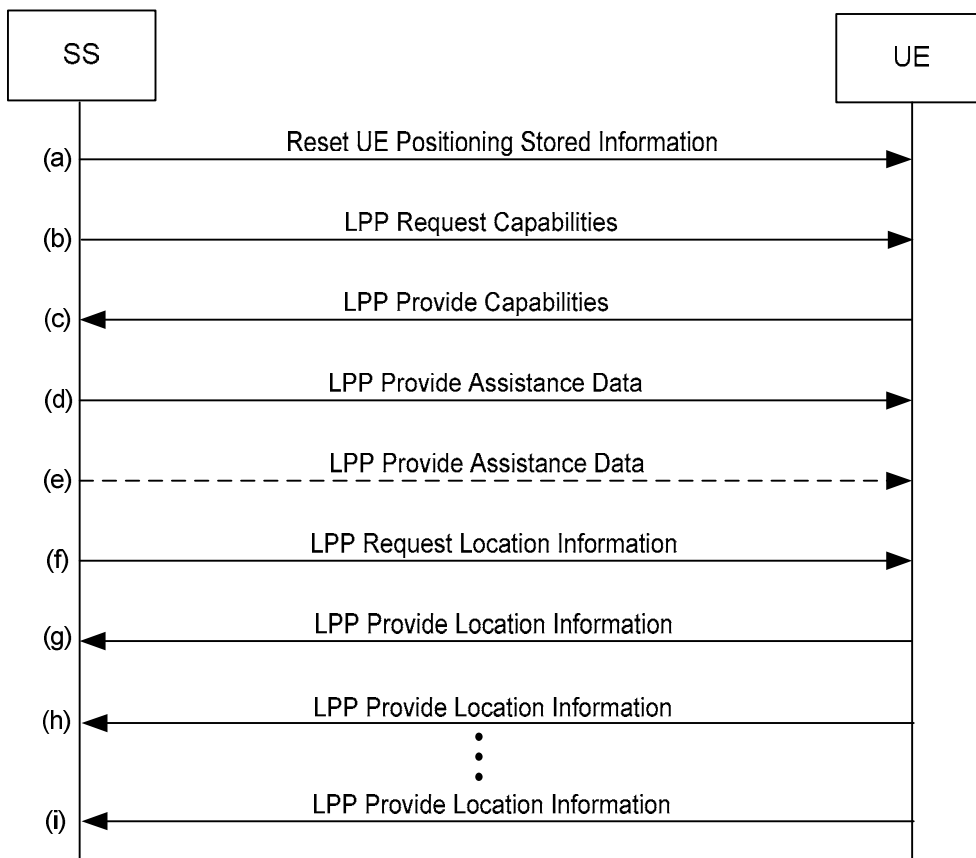 SS
UE
(a) Reset UE Positioning Stored Information
(b) LPP Request Capabilities
(c) LPP Provide Capabilities
(d) LPP Provide Assistance Data
(e) LPP Provide Assistance Data
(f) LPP Request Location Information
(g) LPP Provide Location Information
(h) LPP Provide Location Information
(i) LPP Provide Location Information